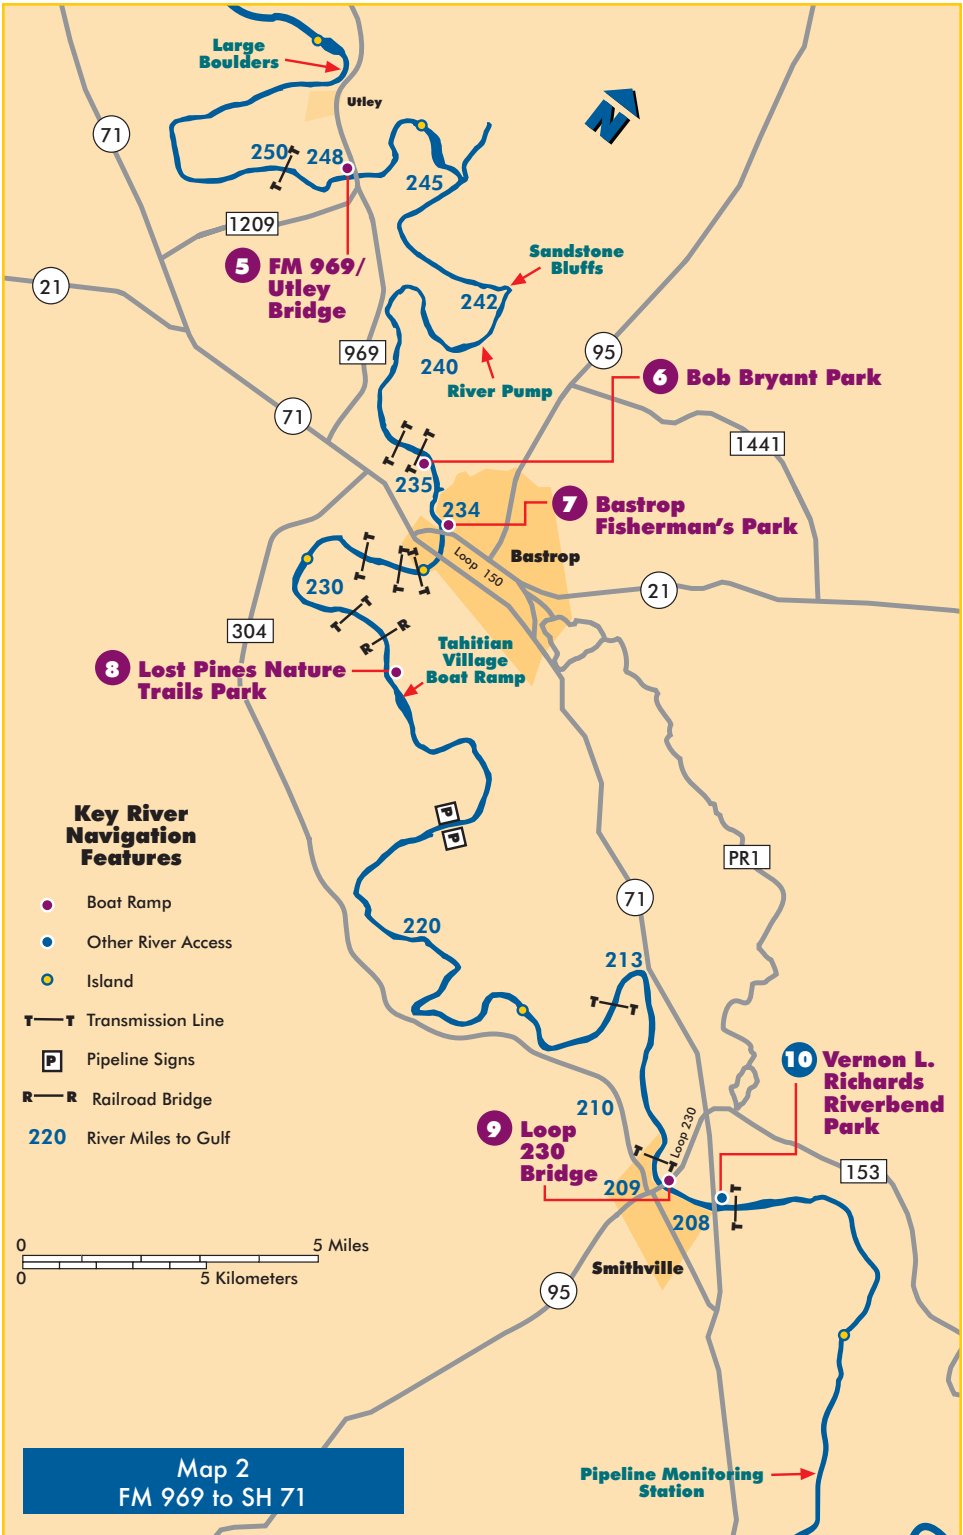 Large
Boulders
Utley
N
71
250
248
245
1209
5 FM 969/
Utley
Bridge
21
Sandstone
Bluffs
242
969
240
River Pump
95
6 Bob Bryant Park
71
1441
235
234
7 Bastrop
Fisherman's Park
Loop 150
Bastrop
230
21
304
8 Lost Pines Nature
Trails Park
Tahitian
Village
Boat Ramp
T T
T T
T T
T T
T T
T T
T T
R R
P
P
PR1
71
220
213
T T
Key River
Navigation
Features
Boat Ramp
Other River Access
Island
T T Transmission Line
P Pipeline Signs
R R Railroad Bridge
220 River Miles to Gulf
210
9 Loop
230
Bridge
Loop 230
T T
209
208
10 Vernon L.
Richards
Riverbend
Park
153
T T
Smithville
95
0 5 Miles
0 5 Kilometers
Pipeline Monitoring
Station
Map 2
FM 969 to SH 71